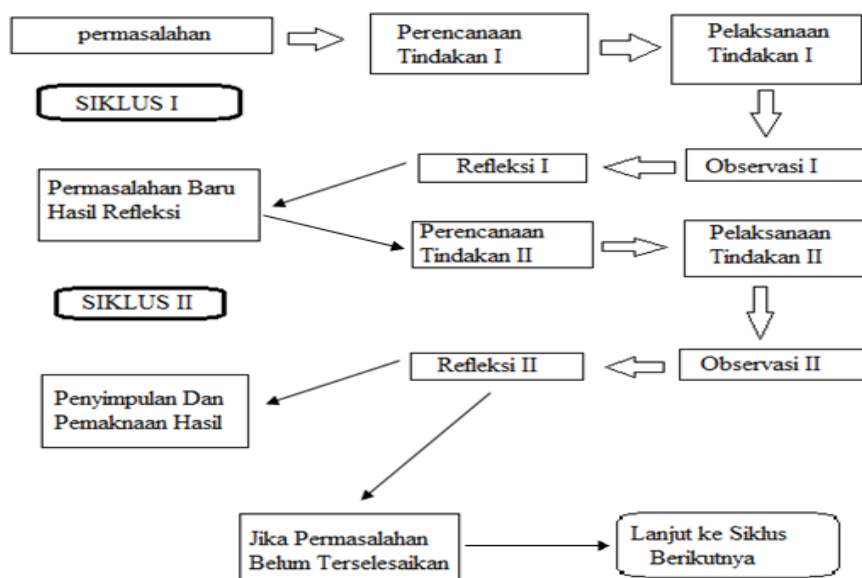 permasalahan
Perencanaan
Tindakan I
Pelaksanaan
Tindakan I
SIKLUS I
Observasi I
Refleksi I
Permasalahan Baru
Hasil Refleksi
Perencanaan
Tindakan II
Pelaksanaan
Tindakan II
SIKLUS II
Observasi II
Refleksi II
Penyimpulan Dan
Pemaknaan Hasil
Jika Permasalahan
Belum Terselesaikan
Lanjut ke Siklus
Berikutnya